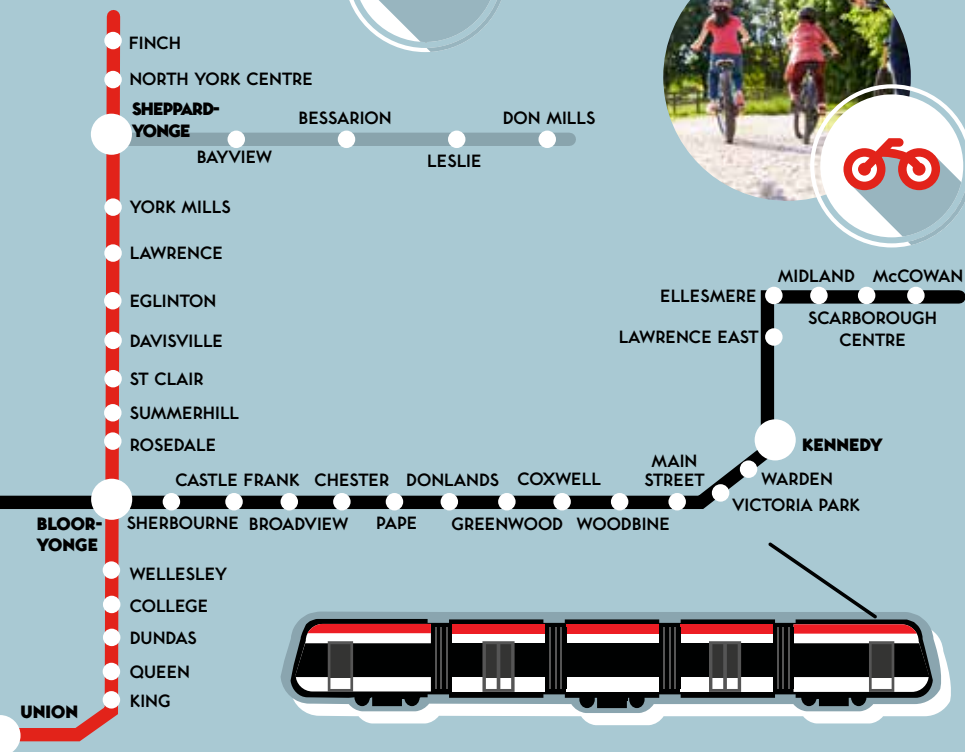 FINCH
NORTH YORK CENTRE
SHEPPARD-
YONGE
BESSARION
DON MILLS
BAYVIEW
LESLIE
YORK MILLS
LAWRENCE
EGLINTON
DAVISVILLE
ST CLAIR
SUMMERHILL
ROSEDALE
MIDLAND
McCOWAN
ELLESMERE
SCARBOROUGH
CENTRE
LAWRENCE EAST
KENNEDY
WARDEN
VICTORIA PARK
MAIN
STREET
CASTLE FRANK
CHESTER
DONLANDS
COXWELL
BLOOR-
YONGE
SHERBOURNE
BROADVIEW
PAPE
GREENWOOD
WOODBINE
WELLESLEY
COLLEGE
DUNDAS
QUEEN
KING
UNION